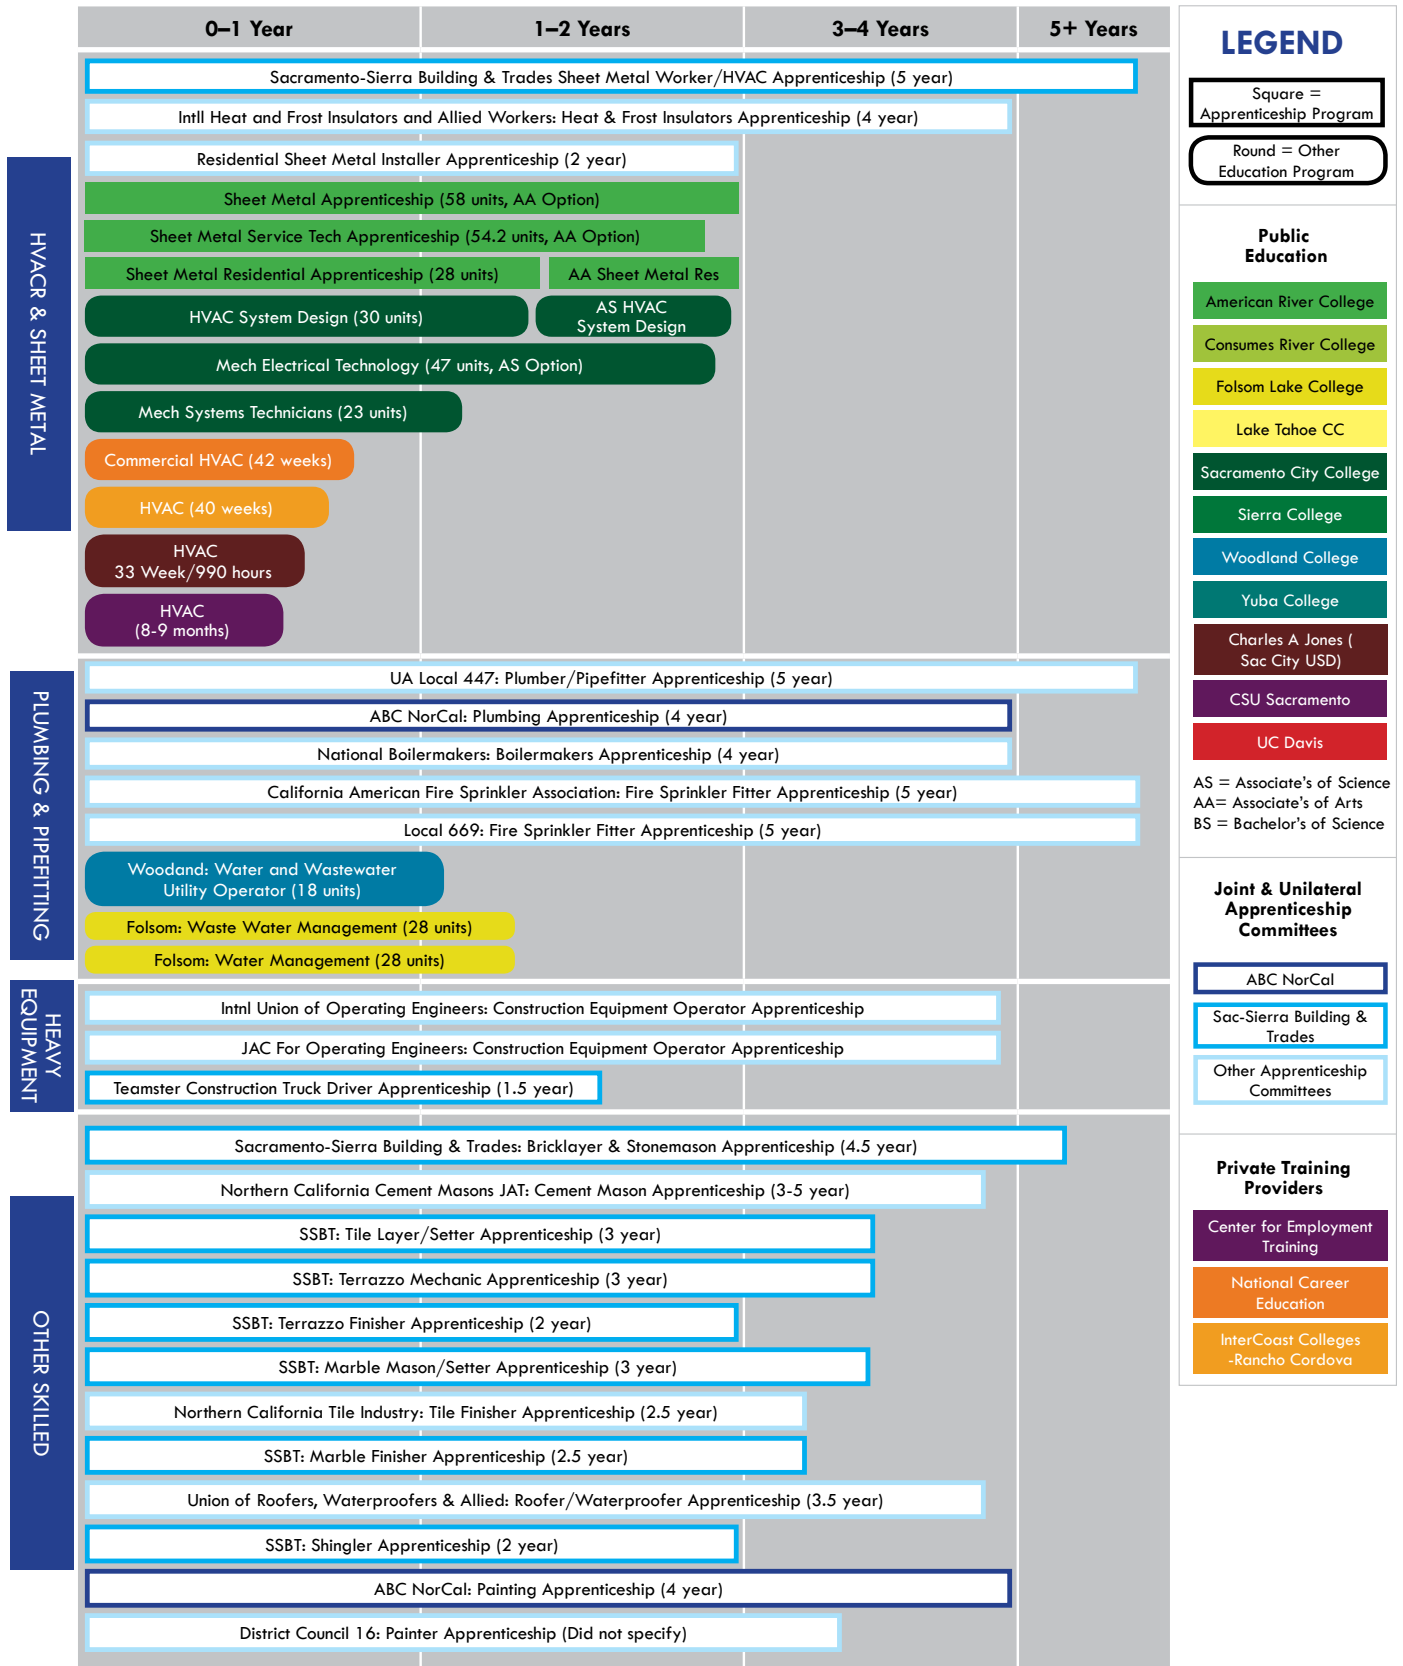 0–1 Year
1–2 Years
3–4 Years
5+ Years
HVACR & SHEET METAL
Sacramento-Sierra Building & Trades Sheet Metal Worker/HVAC Apprenticeship (5 year)
Intll Heat and Frost Insulators and Allied Workers: Heat & Frost Insulators Apprenticeship (4 year)
Residential Sheet Metal Installer Apprenticeship (2 year)
Sheet Metal Apprenticeship (58 units, AA Option)
Sheet Metal Service Tech Apprenticeship (54.2 units, AA Option)
Sheet Metal Residential Apprenticeship (28 units)
AA Sheet Metal Res
HVAC System Design (30 units)
AS HVAC
System Design
Mech Electrical Technology (47 units, AS Option)
Mech Systems Technicians (23 units)
Commercial HVAC (42 weeks)
HVAC (40 weeks)
HVAC
33 Week/990 hours
HVAC
(8-9 months)
PLUMBING & PIPEFITTING
UA Local 447: Plumber/Pipefitter Apprenticeship (5 year)
ABC NorCal: Plumbing Apprenticeship (4 year)
National Boilermakers: Boilermakers Apprenticeship (4 year)
California American Fire Sprinkler Association: Fire Sprinkler Fitter Apprenticeship (5 year)
Local 669: Fire Sprinkler Fitter Apprenticeship (5 year)
Woodand: Water and Wastewater
Utility Operator (18 units)
Folsom: Waste Water Management (28 units)
Folsom: Water Management (28 units)
HEAVY
EQUIPMENT
Intnl Union of Operating Engineers: Construction Equipment Operator Apprenticeship
JAC For Operating Engineers: Construction Equipment Operator Apprenticeship
Teamster Construction Truck Driver Apprenticeship (1.5 year)
OTHER SKILLED
Sacramento-Sierra Building & Trades: Bricklayer & Stonemason Apprenticeship (4.5 year)
Northern California Cement Masons JAT: Cement Mason Apprenticeship (3-5 year)
SSBT: Tile Layer/Setter Apprenticeship (3 year)
SSBT: Terrazzo Mechanic Apprenticeship (3 year)
SSBT: Terrazzo Finisher Apprenticeship (2 year)
SSBT: Marble Mason/Setter Apprenticeship (3 year)
Northern California Tile Industry: Tile Finisher Apprenticeship (2.5 year)
SSBT: Marble Finisher Apprenticeship (2.5 year)
Union of Roofers, Waterproofers & Allied: Roofer/Waterproofer Apprenticeship (3.5 year)
SSBT: Shingler Apprenticeship (2 year)
ABC NorCal: Painting Apprenticeship (4 year)
District Council 16: Painter Apprenticeship (Did not specify)
LEGEND
Square =
Apprenticeship Program
Round = Other
Education Program
Public
Education
American River College
Consumes River College
Folsom Lake College
Lake Tahoe CC
Sacramento City College
Sierra College
Woodland College
Yuba College
Charles A Jones (
Sac City USD)
CSU Sacramento
UC Davis
AS = Associate's of Science
AA= Associate's of Arts
BS = Bachelor's of Science
Joint & Unilateral
Apprenticeship
Committees
ABC NorCal
Sac-Sierra Building &
Trades
Other Apprenticeship
Committees
Private Training
Providers
Center for Employment
Training
National Career
Education
InterCoast Colleges
-Rancho Cordova